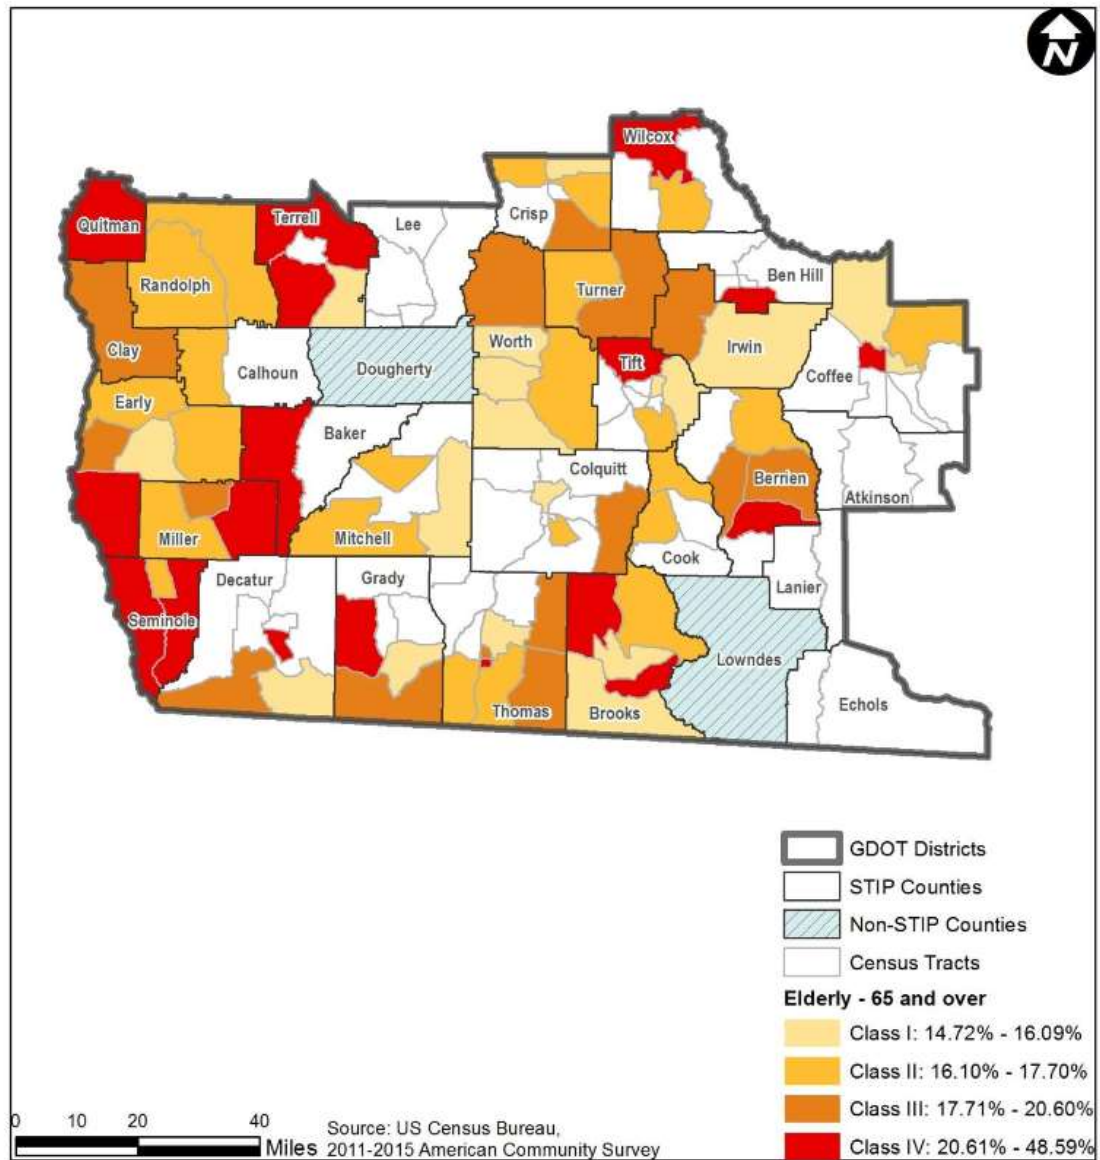 N
Wilcox
Quitman
Terrell
Lee
Crisp
Randolph
Turner
Ben Hill
Clay
Calhoun
Dougherty
Worth
Tift
Irwin
Coffee
Early
Baker
Colquitt
Berrien
Atkinson
Miller
Mitchell
Cook
Decatur
Grady
Lanier
Seminole
Lowndes
Thomas
Brooks
Echols
GDOT Districts
STIP Counties
Non-STIP Counties
Census Tracts
Elderly - 65 and over
Class I: 14.72% - 16.09%
Class II: 16.10% - 17.70%
Class III: 17.71% - 20.60%
Class IV: 20.61% - 48.59%
0 10 20 40
Miles
Source: US Census Bureau,
2011-2015 American Community Survey